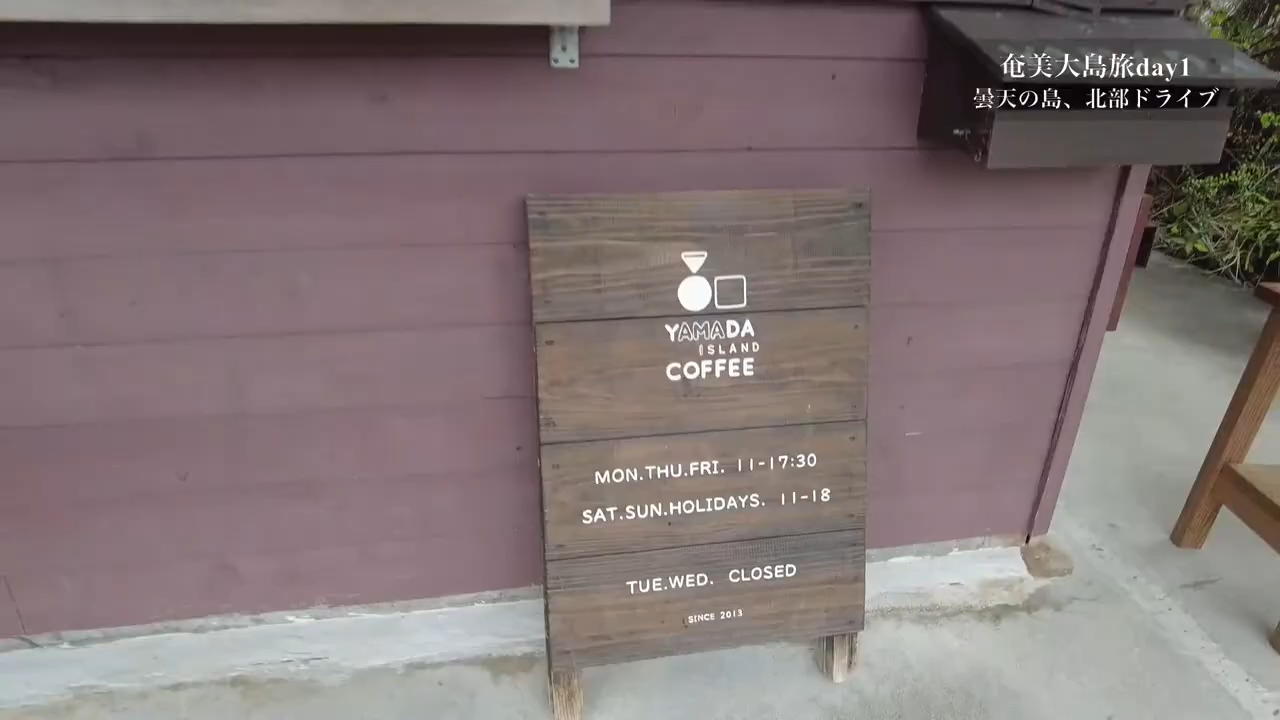 奄美大島旅day1
曇天の島、北部ドライブ
YAMADA
ISLAND
COFFEE
MON.THU.FRI. 11-17:30
SAT.SUN.HOLIDAYS. 11-18
TUE.WED. CLOSED
SINCE 2013